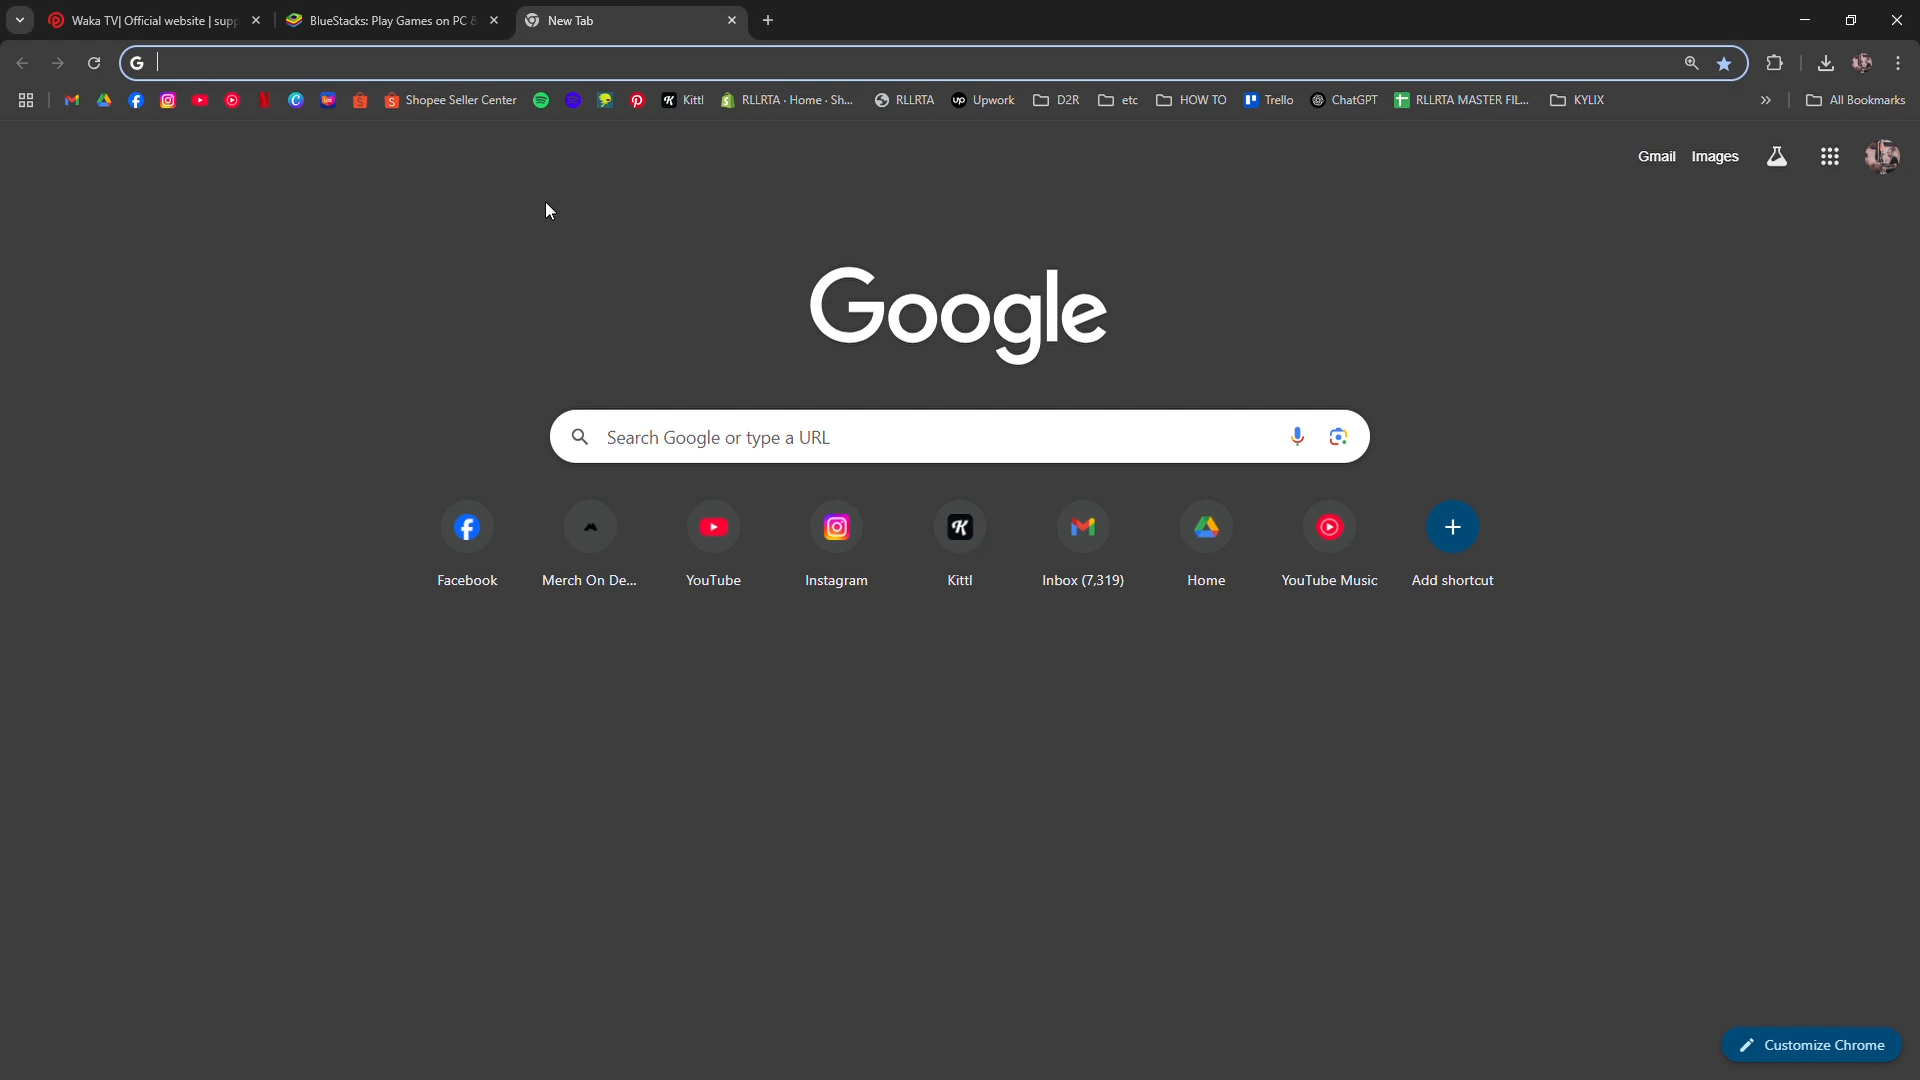 Waka TV| Official website | supp
BlueStacks: Play Games on PC &
New Tab
Shopee Seller Center
Kittl
RLLRTA · Home · Sh...
RLLRTA
Upwork
D2R
etc
HOW TO
Trello
ChatGPT
RLLRTA MASTER FIL...
KYLIX
All Bookmarks
Gmail
Images
Google
Search Google or type a URL
Facebook
Merch On De...
YouTube
Instagram
Kittl
Inbox (7,319)
Home
YouTube Music
Add shortcut
Customize Chrome